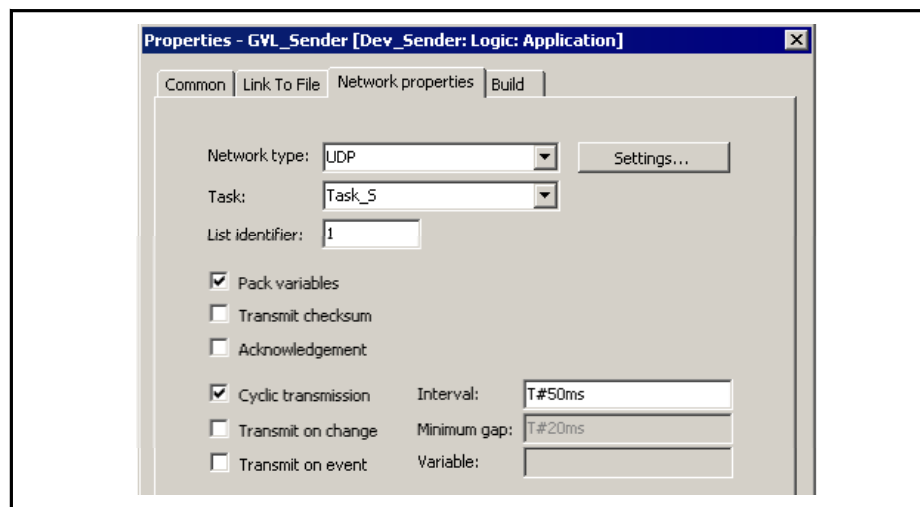 Properties - GVL_Sender [Dev_Sender: Logic: Application]
Common Link To File Network properties Build
Network type: UDP Settings...
Task: Task_S
List identifier: 1
Pack variables
Transmit checksum
Acknowledgement
Cyclic transmission Interval: T#50ms
Transmit on change Minimum gap: T#20ms
Transmit on event Variable: